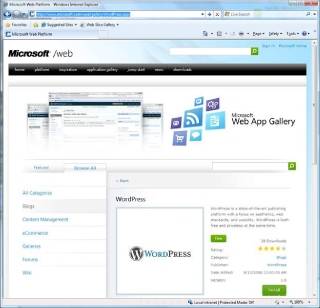 Microsoft Web Platform - Windows Internet Explorer
Live Search
Favorites
Suggested Sites
Web Slice Gallery
Microsoft Web Platform
Page
Safety
Tools
Sign in
Microsoft Home
Microsoft /web
home
platform
inspiration
application gallery
jump start
news
downloads
Microsoft
Web App Gallery
Featured
Browse All
All Categories
Blogs
Content Management
eCommerce
Galleries
Forums
Wiki
WordPress
WORDPRESS
WordPress is a state-of-the-art publishing
platform with a focus on aesthetics, web
standards, and usability. WordPress is both
free and priceless at the same time.
Free
Downloads
Rating:
Category:
Blogs
Publisher:
WordPress
Date Added:
Version:
Install
Local intranet | Protected Mode: Off
100%